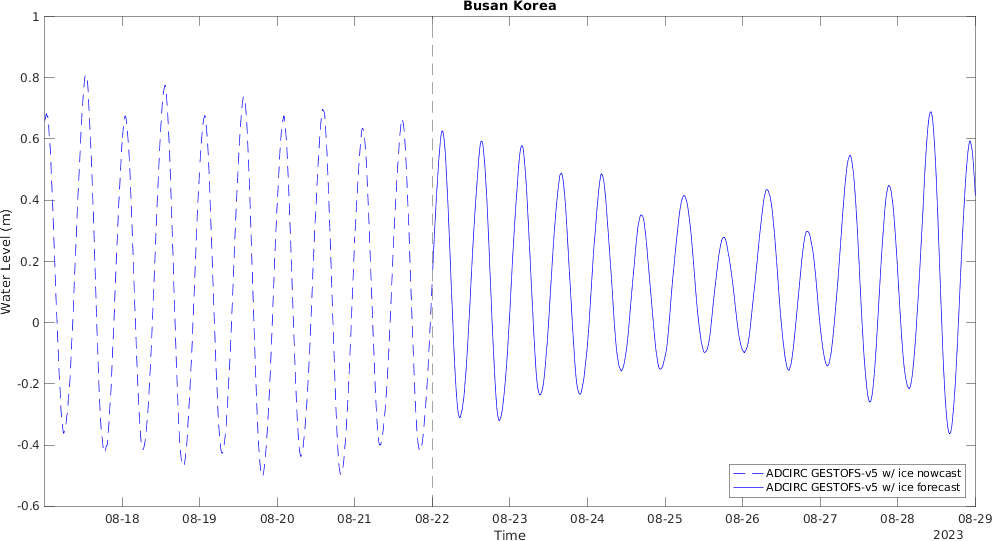 Busan Korea
1
0.8
0.6
0.4
0.2
0
-0.2
-0.4
-0.6
Water Level (m)
ADCIRC GESTOFS-v5 w/ ice nowcast
ADCIRC GESTOFS-v5 w/ ice forecast
08-18 08-19 08-20 08-21 08-22 08-23 08-24 08-25 08-26 08-27 08-28 08-29
Time
2023